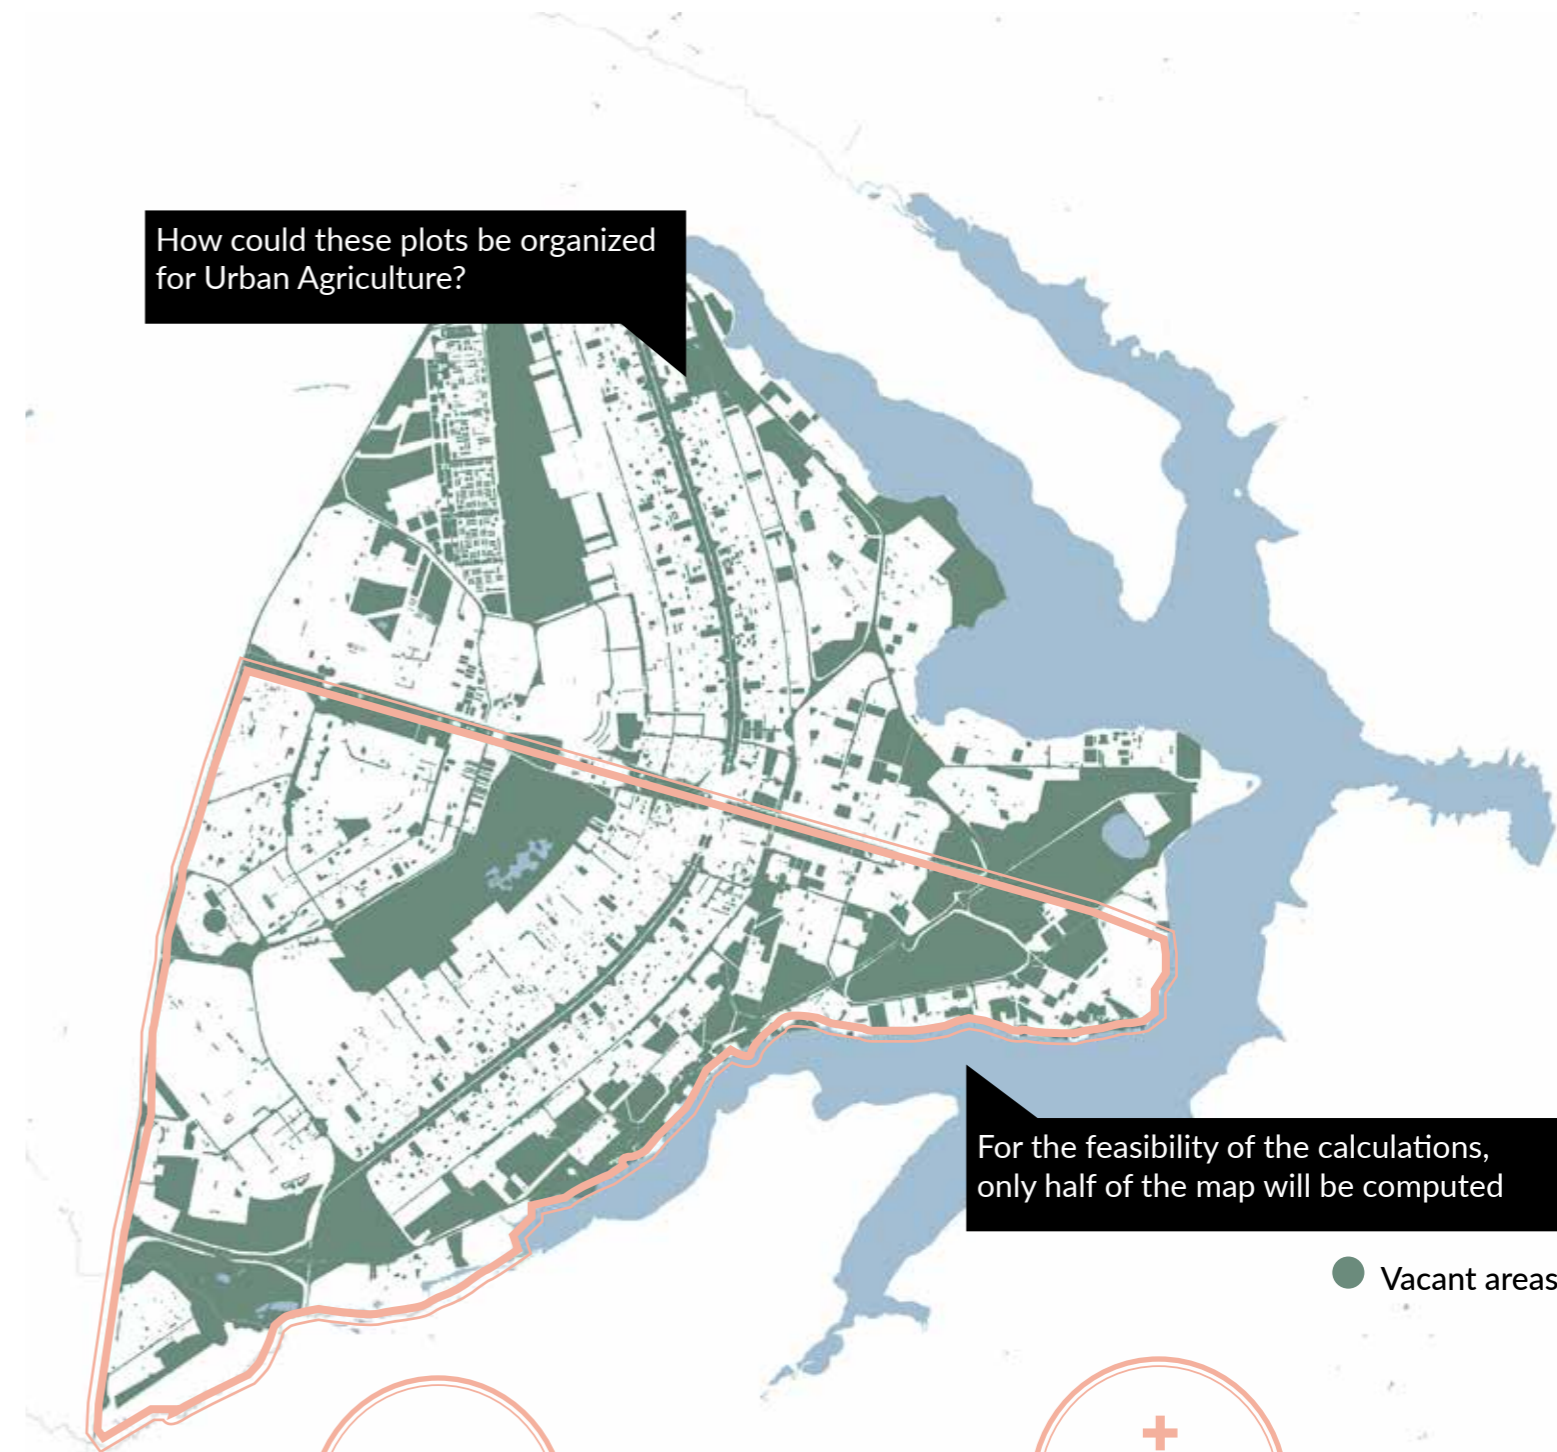 How could these plots be organized
for Urban Agriculture?
For the feasibility of the calculations,
only half of the map will be computed
Vacant areas